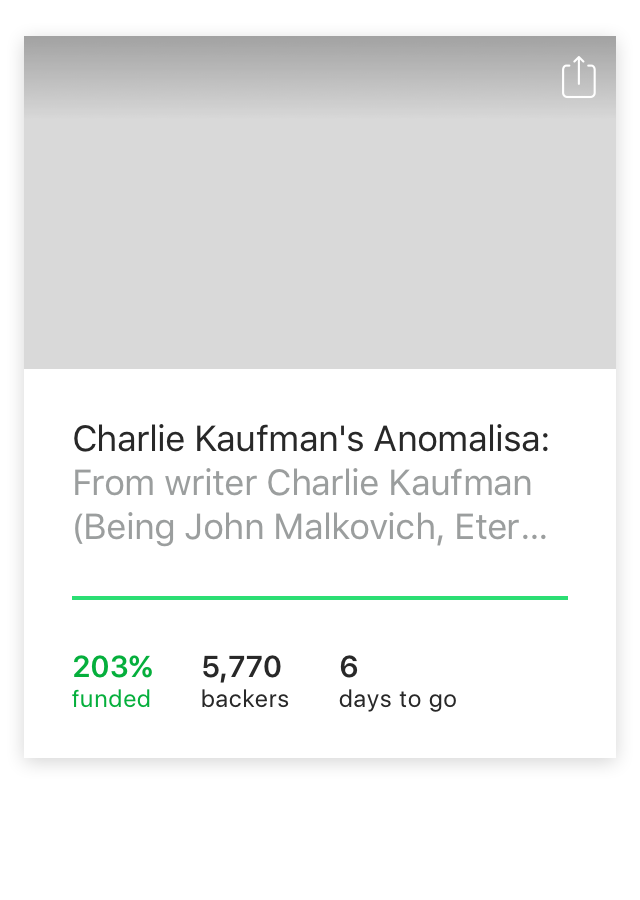 Charlie Kaufman's Anomalisa:
From writer Charlie Kaufman
(Being John Malkovich, Eter...
203% 5,770 6
funded backers days to go